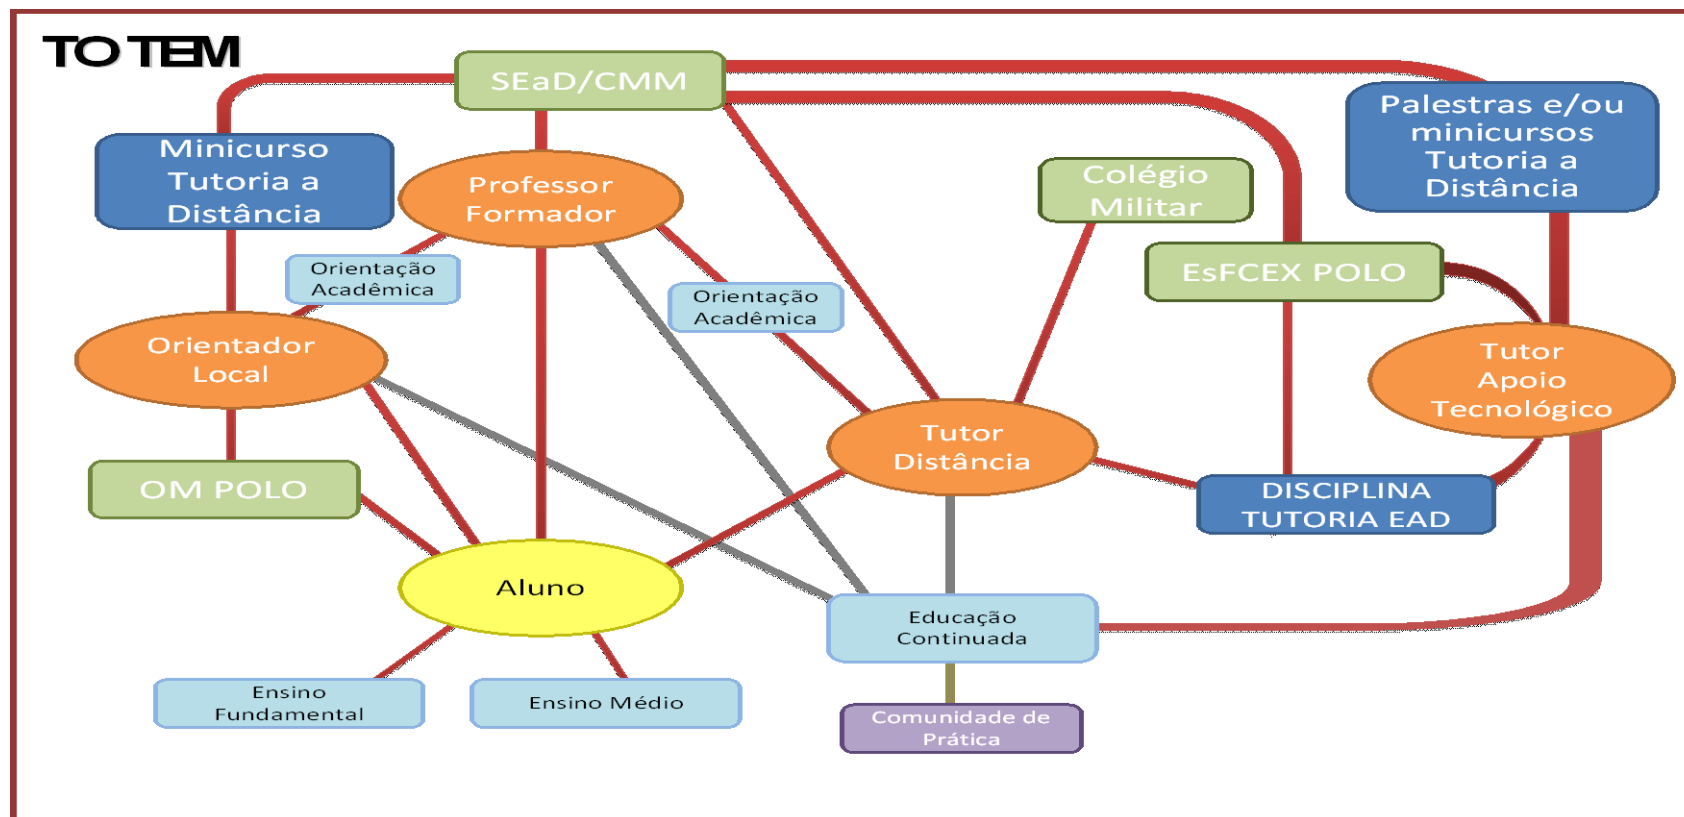 TOTEM
SEaD/CMM
Palestras e/ou
minicursos
Tutoria a
Distância
Minicurso
Tutoria a
Distância
Professor
Formador
Colégio
Militar
Orientação
Acadêmica
EsFCEX POLO
Orientação
Acadêmica
Orientador
Local
Tutor
Apoio
Tecnológico
Tutor
Distância
OM POLO
DISCIPLINA
TUTORIA EAD
Aluno
Educação
Continuada
Ensino
Fundamental
Ensino Médio
Comunidade de
Prática